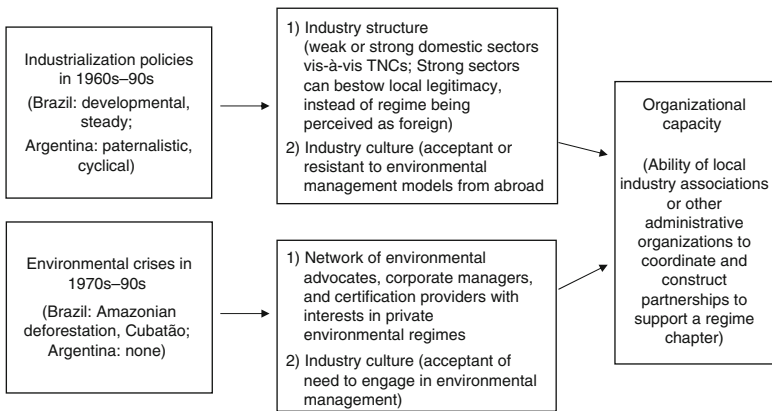 Industrialization policies
in 1960s–90s
(Brazil: developmental,
steady;
Argentina: paternalistic,
cyclical)
1) Industry structure
(weak or strong domestic sectors
vis-à-vis TNCs; Strong sectors
can bestow local legitimacy,
instead of regime being
perceived as foreign)
2) Industry culture (acceptant or
resistant to environmental
management models from abroad
Organizational
capacity
(Ability of local
industry associations
or other
administrative
organizations to
coordinate and
construct
partnerships to
support a regime
chapter)
Environmental crises in
1970s–90s
(Brazil: Amazonian
deforestation, Cubatão;
Argentina: none)
1) Network of environmental
advocates, corporate managers,
and certification providers with
interests in private
environmental regimes
2) Industry culture (acceptant of
need to engage in environmental
management)